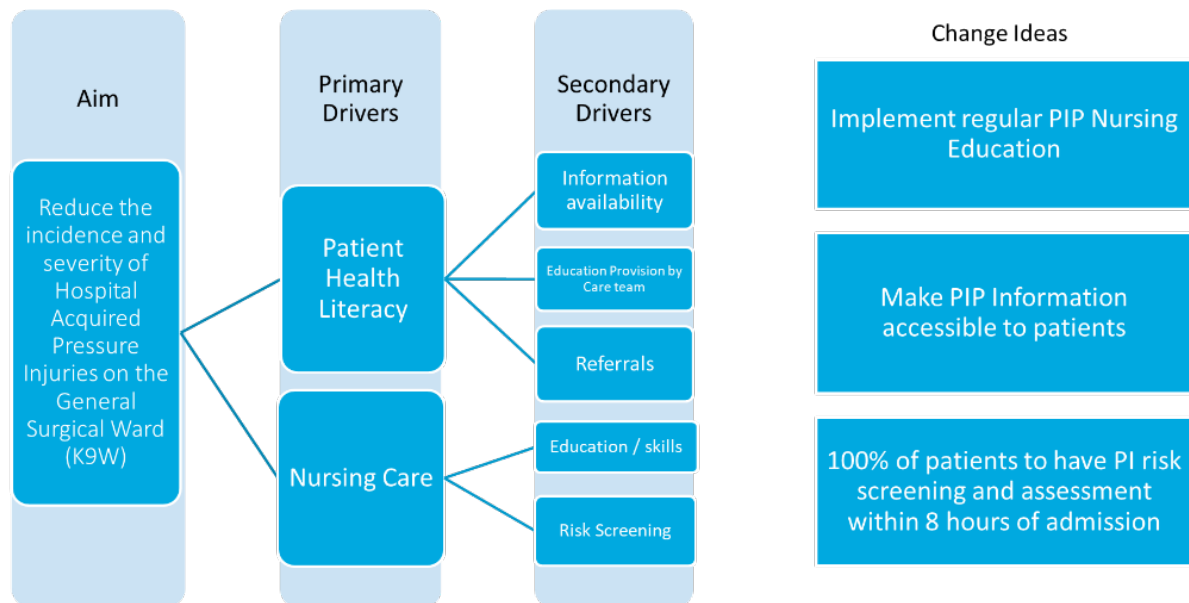 Aim
Reduce the
incidence and
severity of
Hospital
Acquired
Pressure
Injuries on the
General
Surgical Ward
(K9W)
Primary
Drivers
Patient
Health
Literacy
Nursing Care
Secondary
Drivers
Information
availability
Education Provision by
Care team
Referrals
Education / skills
Risk Screening
Change Ideas
Implement regular PIP Nursing
Education
Make PIP Information
accessible to patients
100% of patients to have PI risk
screening and assessment
within 8 hours of admission